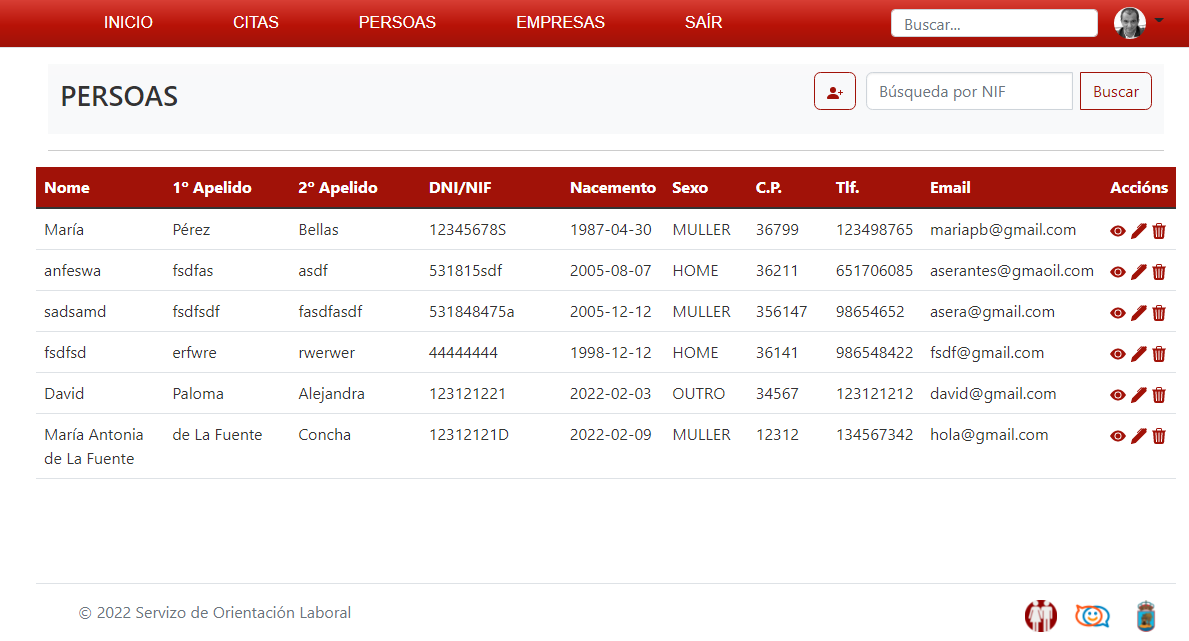 INICIO CITAS PERSOAS EMPRESAS SAÍR Buscar...
PERSOAS Búsqueda por NIF Buscar
Nome 1º Apelido 2º Apelido DNI/NIF Nacemento Sexo C.P. Tlf. Email Accións
María Pérez Bellas 12345678S 1987-04-30 MULLER 36799 123498765 mariapb@gmail.com
anfeswa fsdfas asdf 531815sdf 2005-08-07 HOME 36211 651706085 aserantes@gmaoil.com
sadsamd fsdfsdf fasdfasdf 531848475a 2005-12-12 MULLER 356147 98654652 asera@gmail.com
fsdfsd erfwre rwerwer 44444444 1998-12-12 HOME 36141 986548422 fsdf@gmail.com
David Paloma Alejandra 123121221 2022-02-03 OUTRO 34567 123121212 david@gmail.com
María Antonia de La Fuente Concha 12312121D 2022-02-09 MULLER 12312 134567342 hola@gmail.com
de La Fuente
© 2022 Servizo de Orientación Laboral